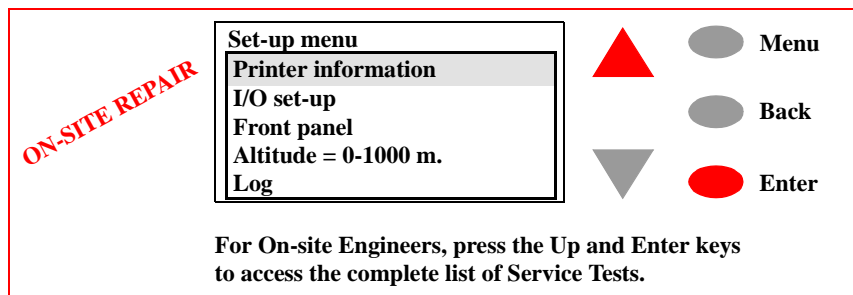 ON-SITE REPAIR
Set-up menu
Printer information
I/O set-up
Front panel
Altitude = 0-1000 m.
Log
Menu
Back
Enter
For On-site Engineers, press the Up and Enter keys
to access the complete list of Service Tests.